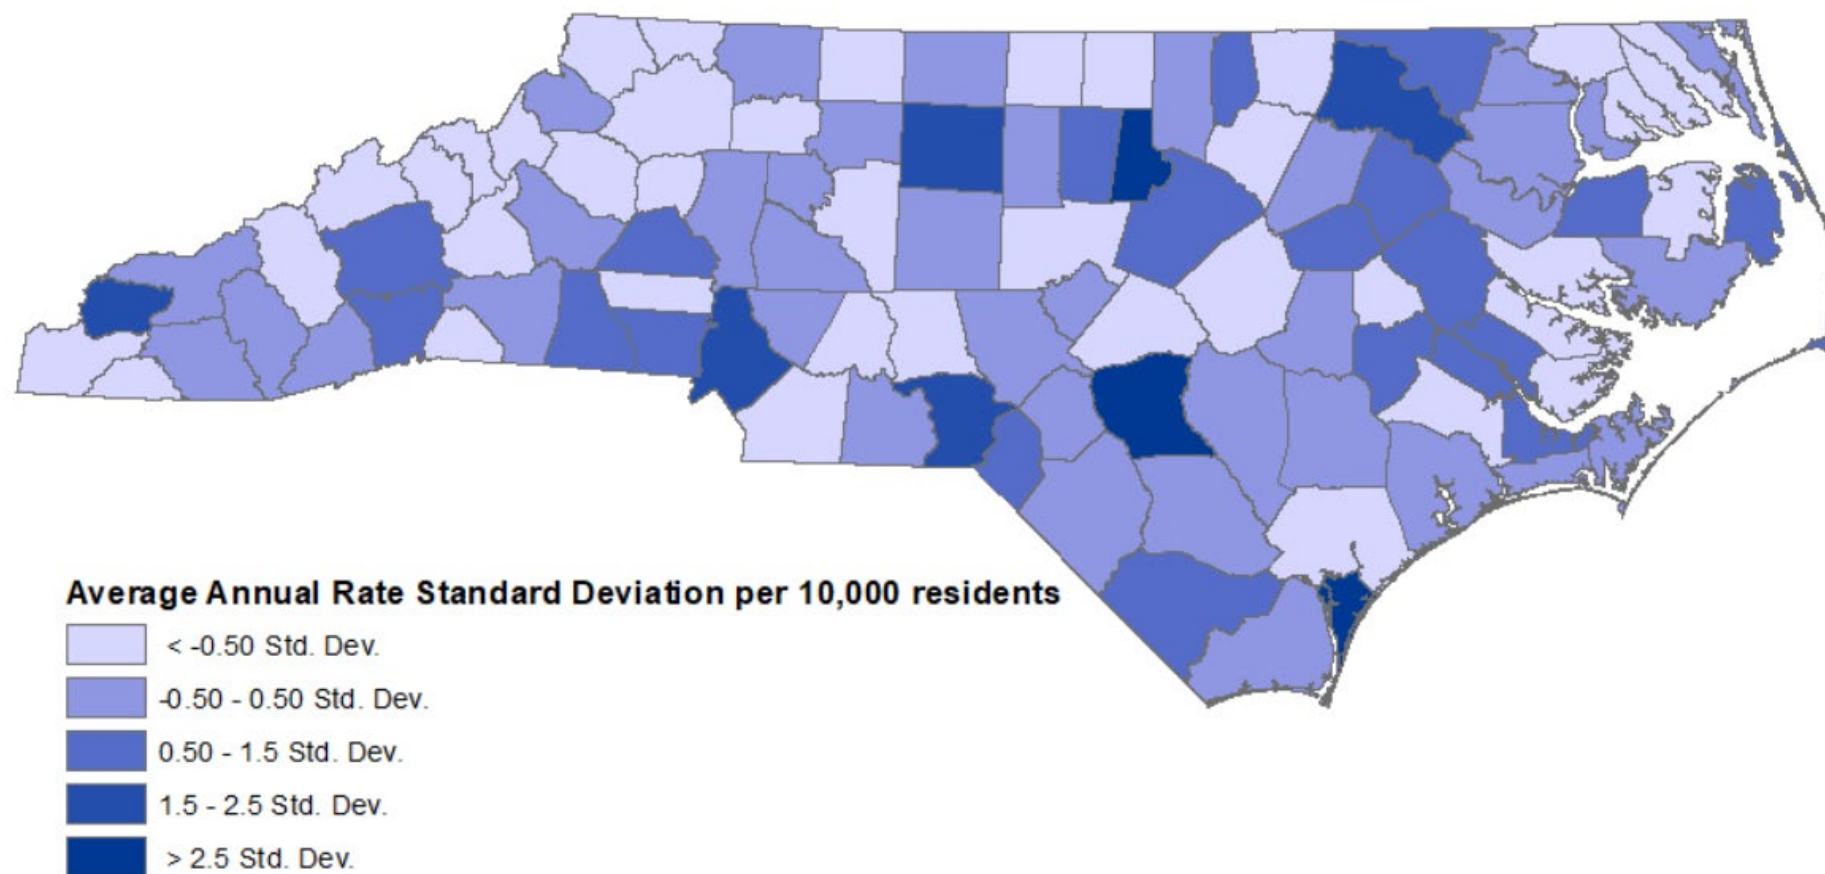 Average Annual Rate Standard Deviation per 10,000 residents
< -0.50 Std. Dev.
-0.50 - 0.50 Std. Dev.
0.50 - 1.5 Std. Dev.
1.5 - 2.5 Std. Dev.
> 2.5 Std. Dev.